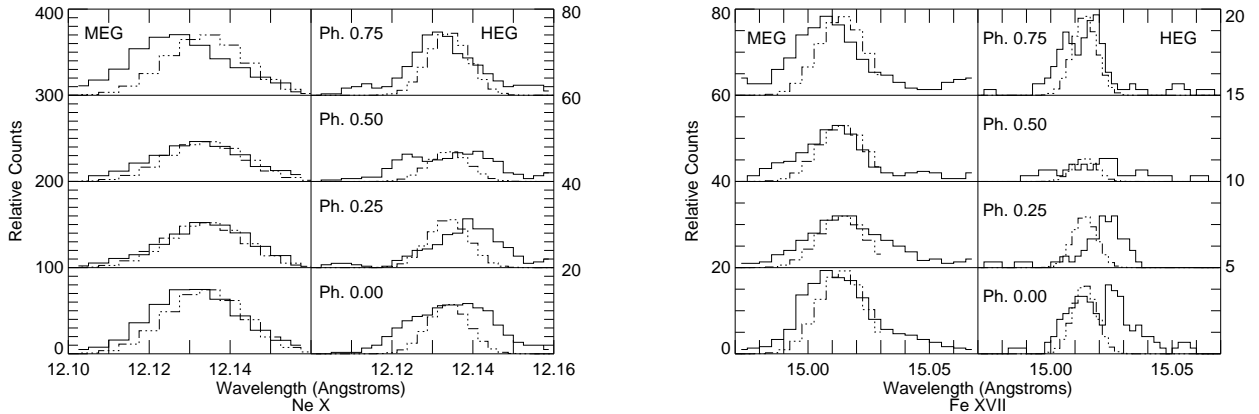 MEG HEG
Ph. 0.75
Ph. 0.50
Ph. 0.25
Ph. 0.00
400
300
200
100
0
80
60
40
20
Relative Counts
12.10 12.12 12.14 12.12 12.14 12.16
Wavelength (Angstroms)
Ne X
MEG HEG
Ph. 0.75
Ph. 0.50
Ph. 0.25
Ph. 0.00
80
60
40
20
0
20
15
10
5
Relative Counts
15.00 15.05 15.00 15.05
Wavelength (Angstroms)
Fe XVII